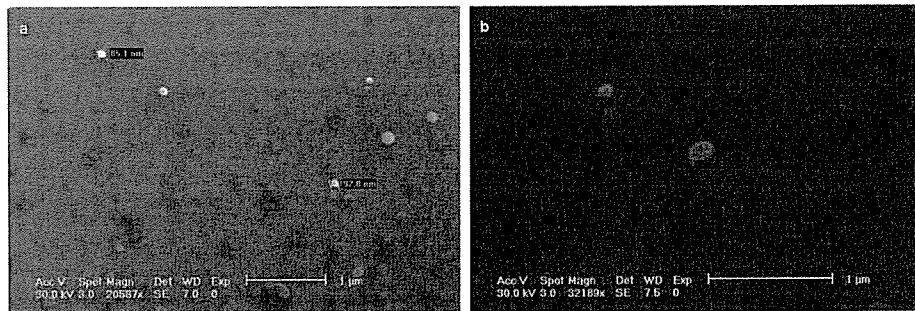 a
85.1 nm
92.8 nm
Acc.V Spot Magn Det WD Exp
30.0 kV 3.0 20587x SE 7.0 0 1 µm
b
Acc.V Spot Magn Det WD Exp
30.0 kV 3.0 32189x SE 7.5 0 1 µm